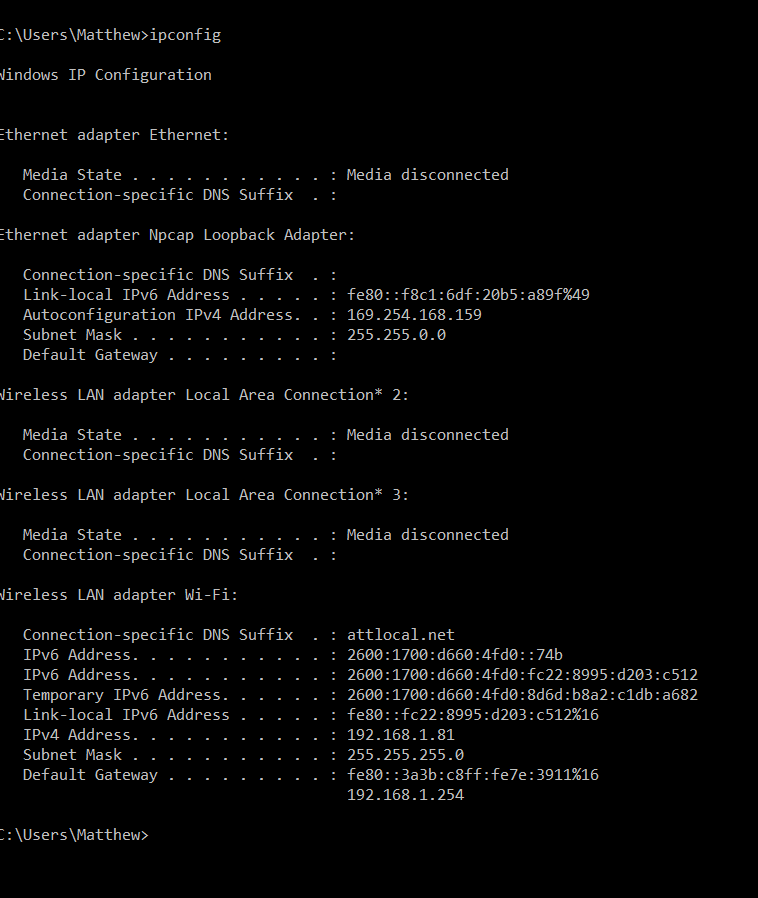 C:\Users\Matthew>ipconfig
Windows IP Configuration
Ethernet adapter Ethernet:
Media State . . . . . . . . . . . : Media disconnected
Connection-specific DNS Suffix  . :
Ethernet adapter Npcap Loopback Adapter:
Connection-specific DNS Suffix  . :
Link-local IPv6 Address . . . . . : fe80::f8c1:6df:20b5:a89f%49
Autoconfiguration IPv4 Address. . : 169.254.168.159
Subnet Mask . . . . . . . . . . . : 255.255.0.0
Default Gateway . . . . . . . . . :
Wireless LAN adapter Local Area Connection* 2:
Media State . . . . . . . . . . . : Media disconnected
Connection-specific DNS Suffix  . :
Wireless LAN adapter Local Area Connection* 3:
Media State . . . . . . . . . . . : Media disconnected
Connection-specific DNS Suffix  . :
Wireless LAN adapter Wi-Fi:
Connection-specific DNS Suffix  . : attlocal.net
IPv6 Address. . . . . . . . . . . : 2600:1700:d660:4fd0::74b
IPv6 Address. . . . . . . . . . . : 2600:1700:d660:4fd0:fc22:8995:d203:c512
Temporary IPv6 Address. . . . . . : 2600:1700:d660:4fd0:8d6d:b8a2:c1db:a682
Link-local IPv6 Address . . . . . : fe80::fc22:8995:d203:c512%16
IPv4 Address. . . . . . . . . . . : 192.168.1.81
Subnet Mask . . . . . . . . . . . : 255.255.255.0
Default Gateway . . . . . . . . . : fe80::3a3b:c8ff:fe7e:3911%16
192.168.1.254
C:\Users\Matthew>